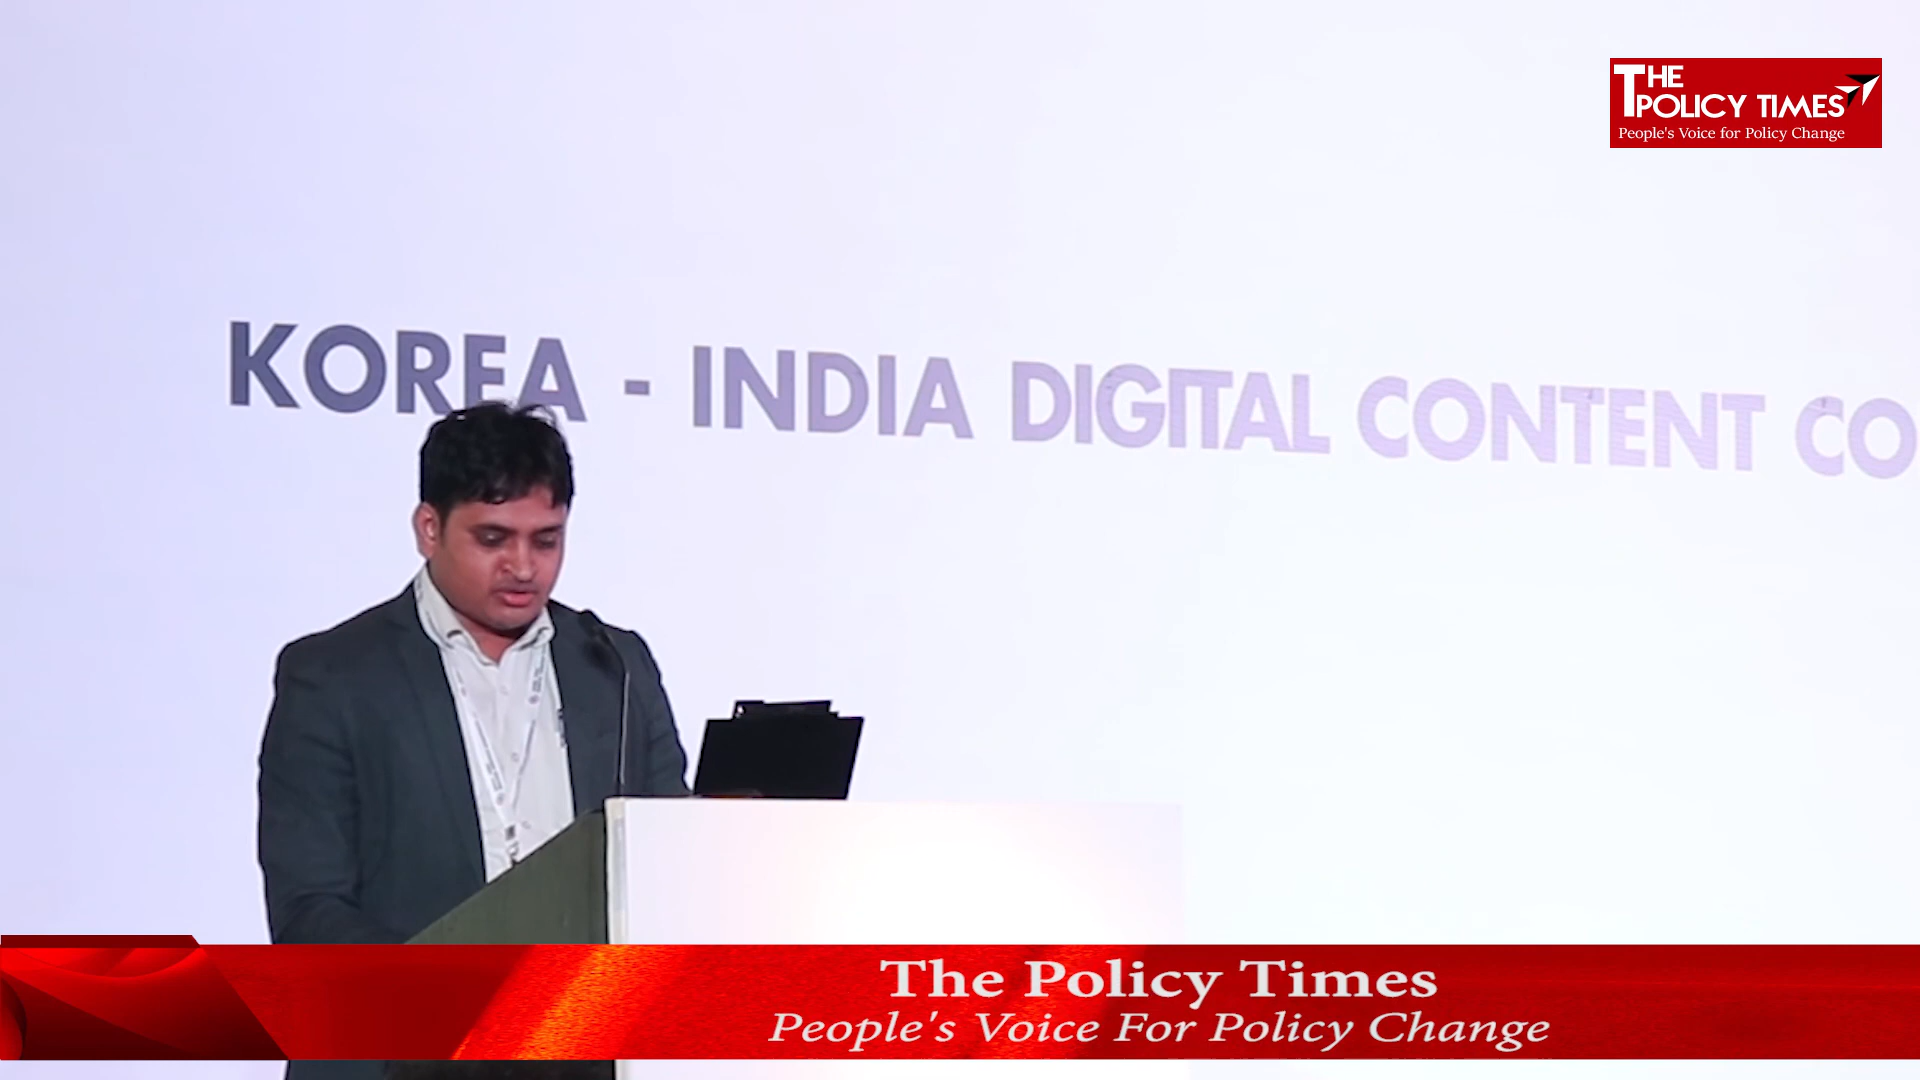 THE
POLICY TIMES
People's Voice for Policy Change
KOREA - INDIA DIGITAL CONTENT CO
The Policy Times
People's Voice For Policy Change